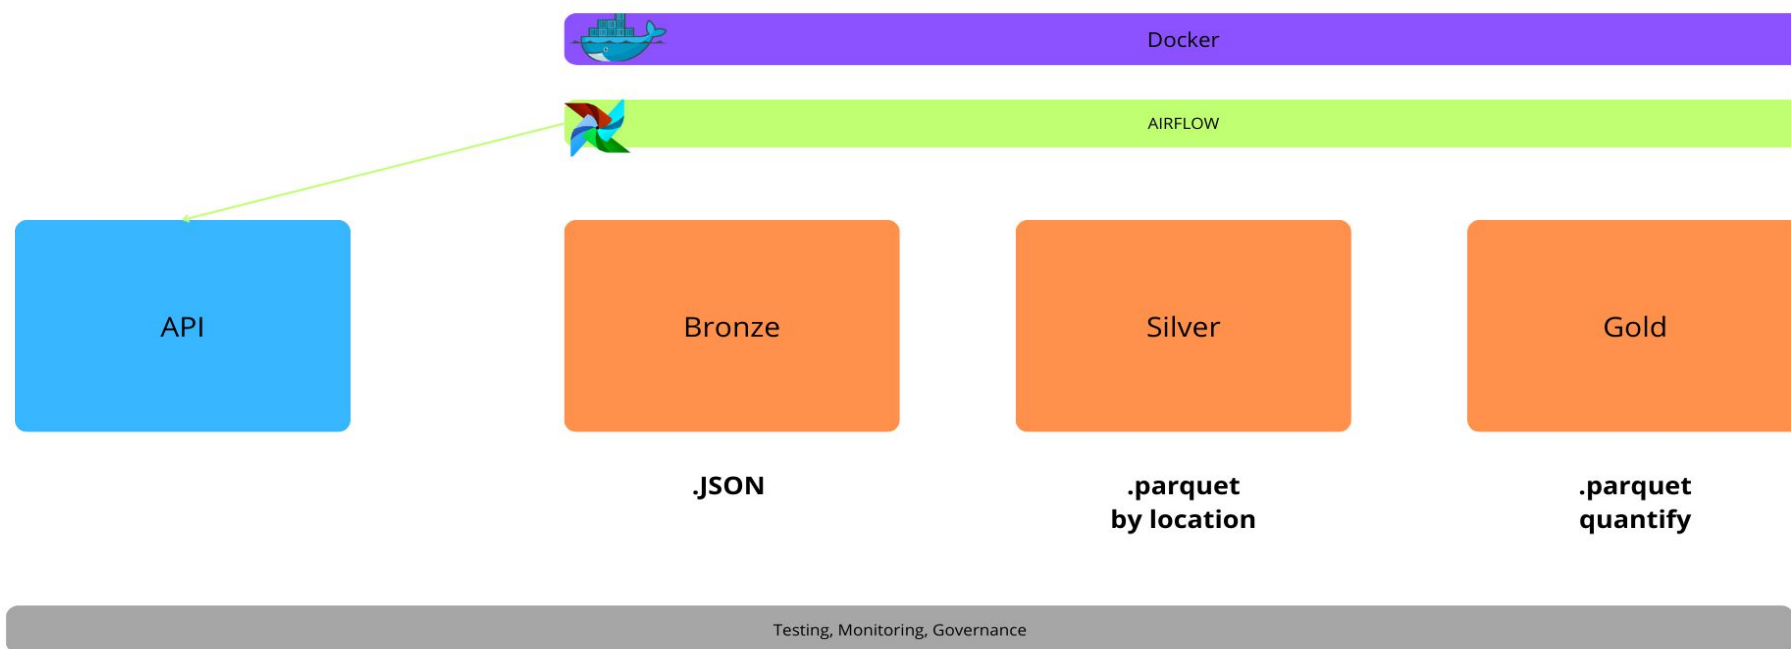 Docker
AIRFLOW
API
Bronze
Silver
Gold
.JSON
.parquet
by location
.parquet
quantify
Testing, Monitoring, Governance